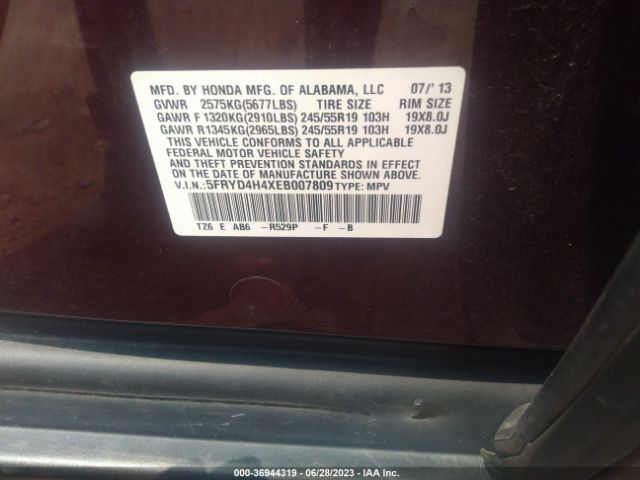 MFD. BY HONDA MFG. OF ALABAMA, LLC 07/'13
GVWR 2575KG(5677LBS) TIRE SIZE RIM SIZE
GAWR F 1320KG(2910LBS) 245/55R19 103H 19X8.0J
GAWR R1345KG(2965LBS) 245/55R19 103H 19X8.0J
THIS VEHICLE CONFORMS TO ALL APPLICABLE
FEDERAL MOTOR VEHICLE SAFETY
AND THEFT PREVENTION STANDARDS IN EFFECT ON
THE DATE OF MANUFACTURE SHOWN ABOVE.
V.I.N.:5FRYD4H4XEB007809 TYPE: MPV
TZ6 E AB6 -R529P -F -B
000-36944319 | 06/28/2023 - IAA Inc.